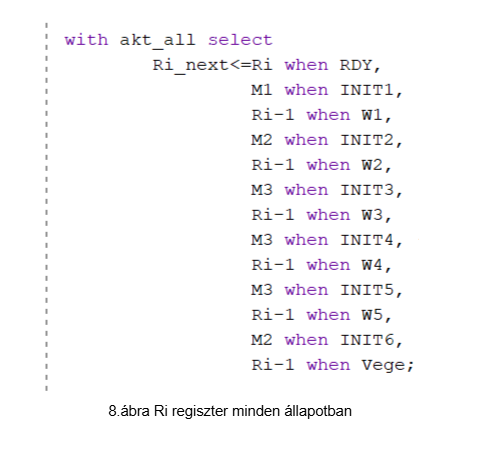 with akt_all select
Ri_next<=Ri when RDY,
M1 when INIT1,
Ri-1 when W1,
M2 when INIT2,
Ri-1 when W2,
M3 when INIT3,
Ri-1 when W3,
M3 when INIT4,
Ri-1 when W4,
M3 when INIT5,
Ri-1 when W5,
M2 when INIT6,
Ri-1 when Vege;
8.ábra Ri regiszter minden állapotban